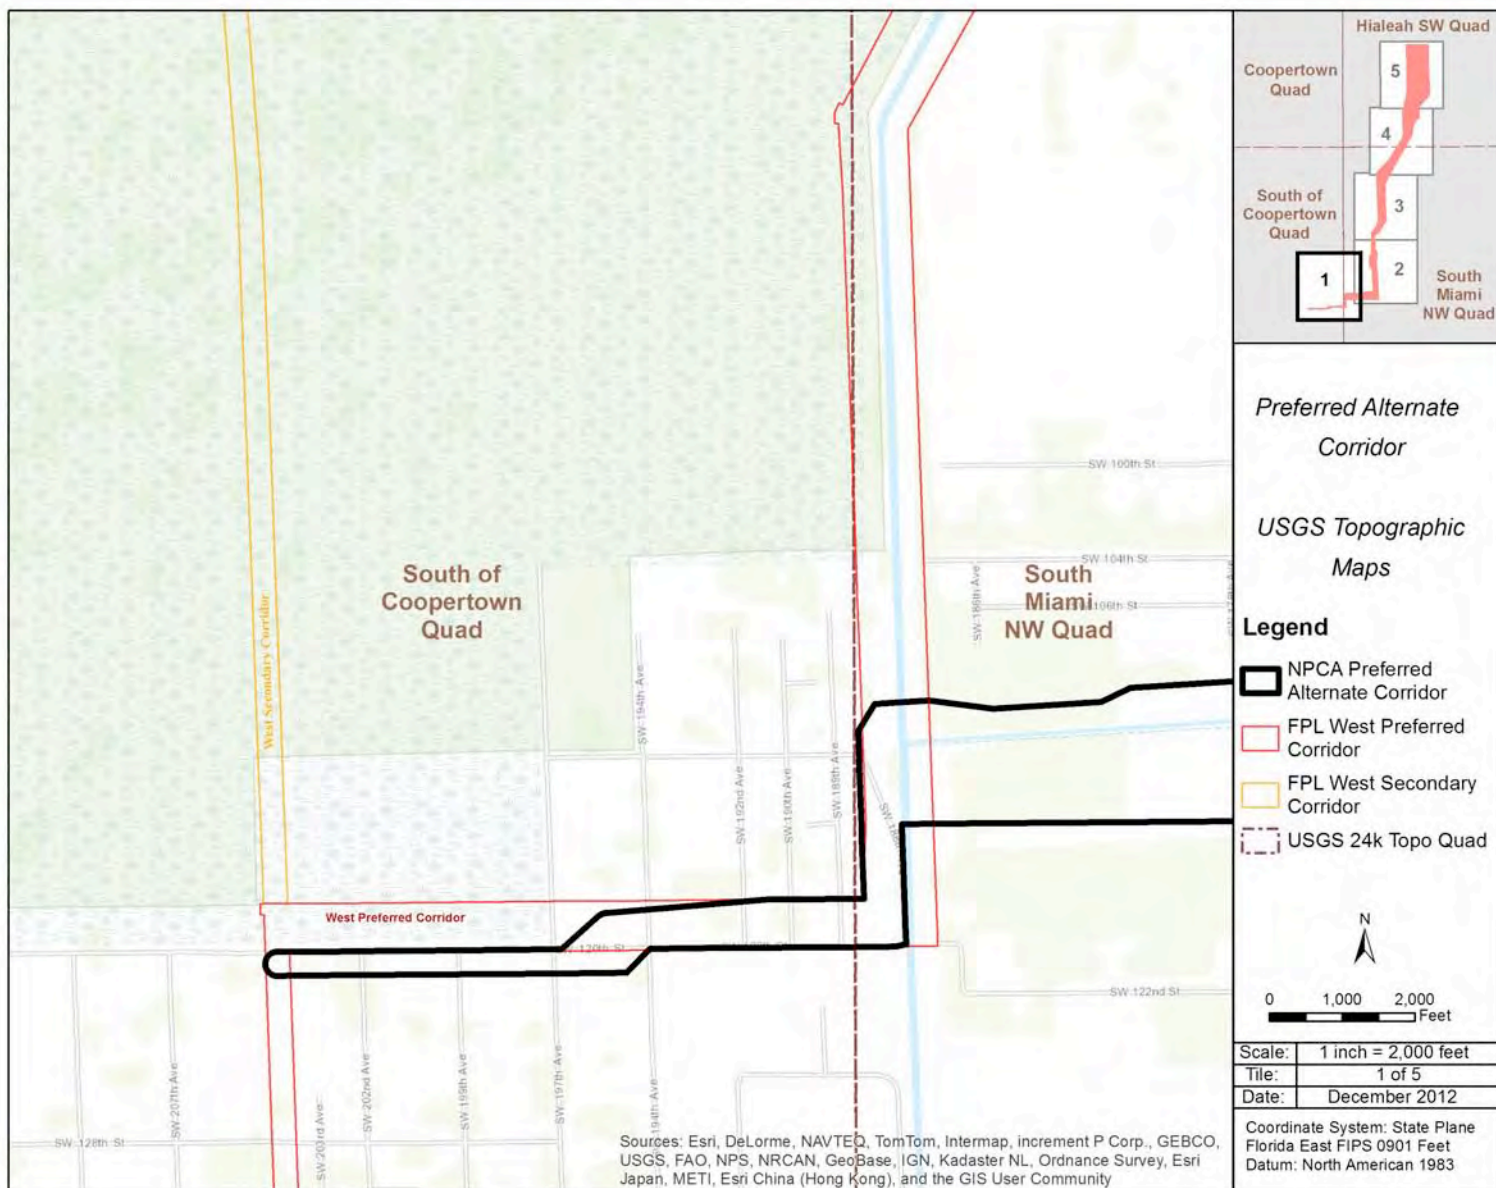 Hialeah SW Quad
Coopertown
Quad
5
4
South of
Coopertown
Quad
3
1
2
South
Miami
NW Quad
Preferred Alternate
Corridor
USGS Topographic
Maps
Legend
NPCA Preferred
Alternate Corridor
FPL West Preferred
Corridor
FPL West Secondary
Corridor
USGS 24k Topo Quad
N
0 1,000 2,000
Feet
Scale: 1 inch = 2,000 feet
Tile: 1 of 5
Date: December 2012
Coordinate System: State Plane
Florida East FIPS 0901 Feet
Datum: North American 1983
SW 100th St
SW 104th St
South of
Coopertown
Quad
South
Miami
NW Quad
SW 186th Ave
106th St
West Secondary Corridor
SW 194th Ave
SW 192nd Ave
SW 190th Ave
SW 189th Ave
West Preferred Corridor
120th St
SW 122nd St
SW 207th Ave
SW 203rd Ave
SW 202nd Ave
SW 199th Ave
SW 197th Ave
194th Ave
SW 128th St
Sources: Esri, DeLorme, NAVTEQ, TomTom, Intermap, increment P Corp., GEBCO,
USGS, FAO, NPS, NRCAN, GeoBase, IGN, Kadaster NL, Ordnance Survey, Esri
Japan, METI, Esri China (Hong Kong), and the GIS User Community